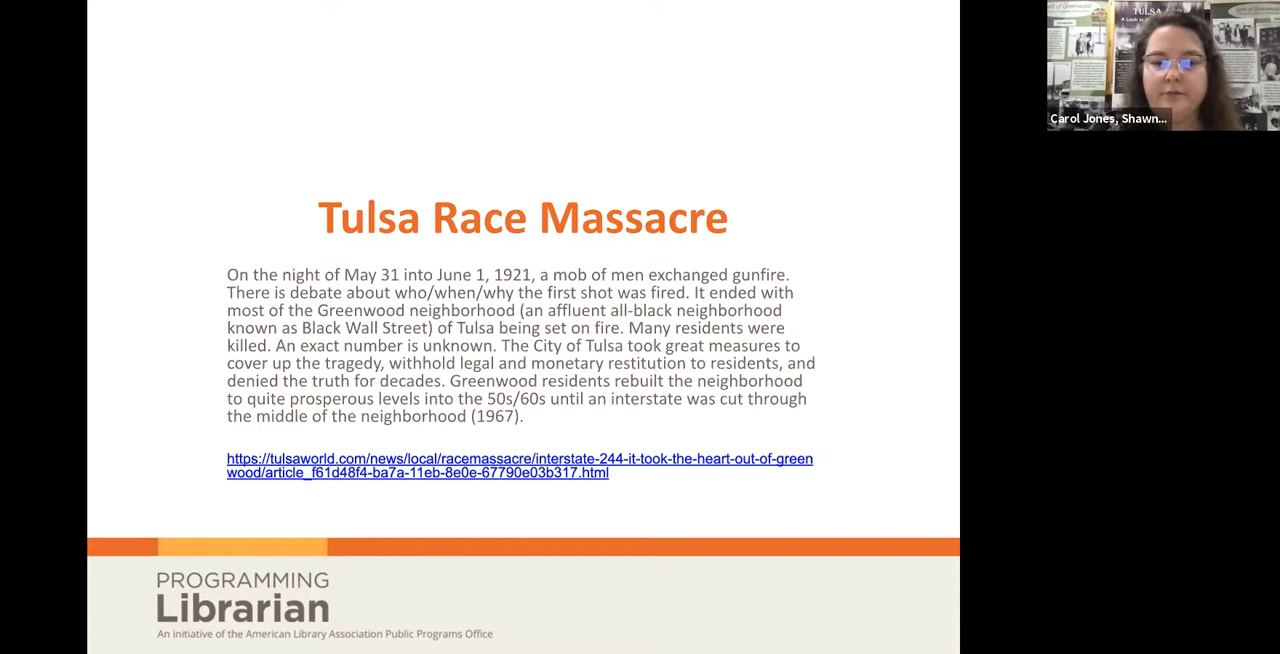 Tulsa Race Massacre
On the night of May 31 into June 1, 1921, a mob of men exchanged gunfire.
There is debate about who/when/why the first shot was fired. It ended with
most of the Greenwood neighborhood (an affluent all-black neighborhood
known as Black Wall Street) of Tulsa being set on fire. Many residents were
killed. An exact number is unknown. The City of Tulsa took great measures to
cover up the tragedy, withhold legal and monetary restitution to residents, and
denied the truth for decades. Greenwood residents rebuilt the neighborhood
to quite prosperous levels into the 50s/60s until an interstate was cut through
the middle of the neighborhood (1967).
https://tulsaworld.com/news/local/racemassacre/interstate-244-it-took-the-heart-out-of-green
wood/article_f61d48f4-ba7a-11eb-8e0e-67790e03b317.html
PROGRAMMING
Librarian
An initiative of the American Library Association Public Programs Office
TULSA
Carol Jones, Shawn...